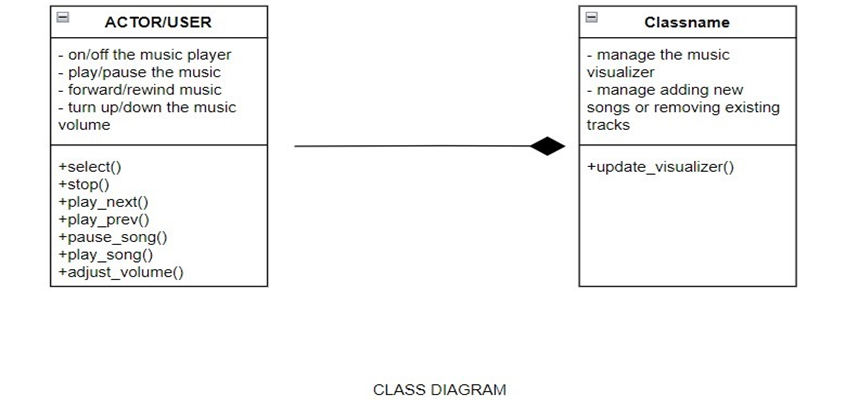 ACTOR/USER
- on/off the music player
- play/pause the music
- forward/rewind music
- turn up/down the music
volume
+select()
+stop()
+play_next()
+play_prev()
+pause_song()
+play_song()
+adjust_volume()
Classname
- manage the music
visualizer
- manage adding new
songs or removing existing
tracks
+update_visualizer()
CLASS DIAGRAM